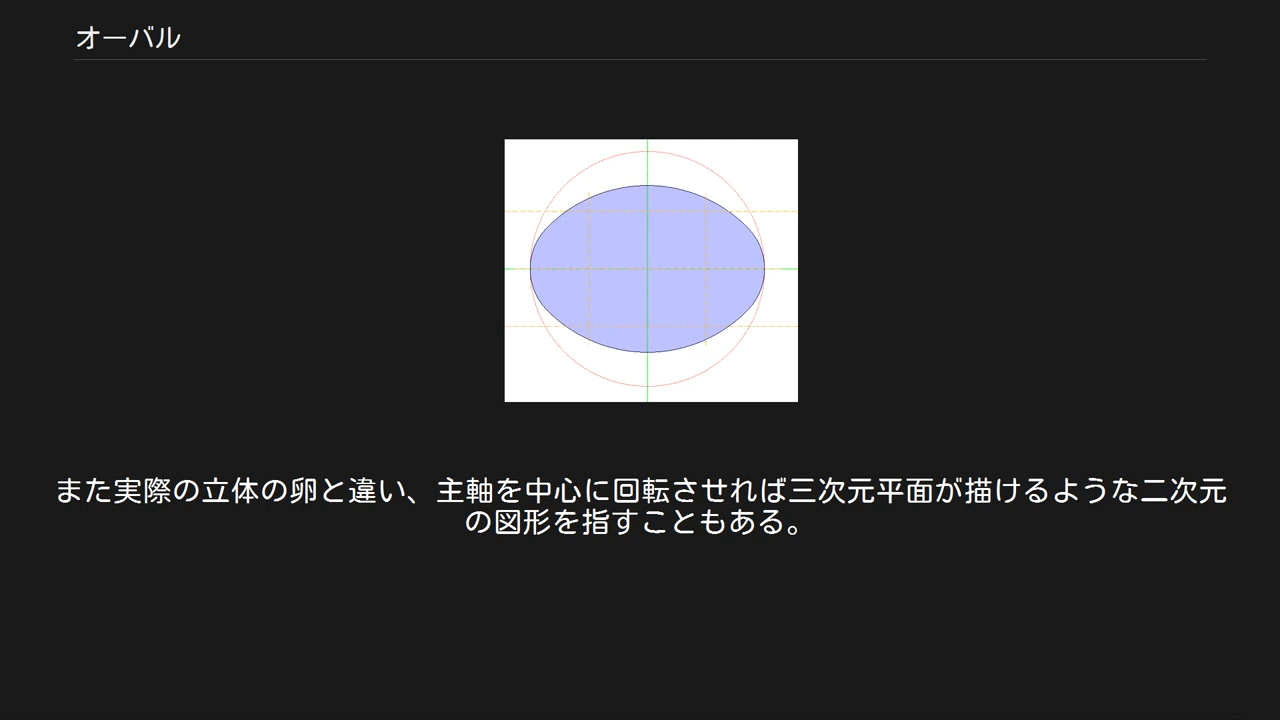 オーバル
また実際の立体の卵と違い、主軸を中心に回転させれば三次元平面が描けるような二次元
の図形を指すこともある。